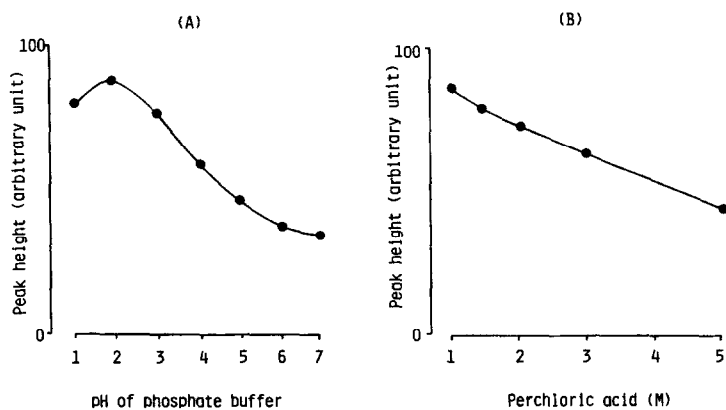 (A)
100
Peak height (arbitrary unit)
0
1 2 3 4 5 6 7
pH of phosphate buffer
(B)
100
Peak height (arbitrary unit)
0
1 2 3 4 5
Perchloric acid (M)